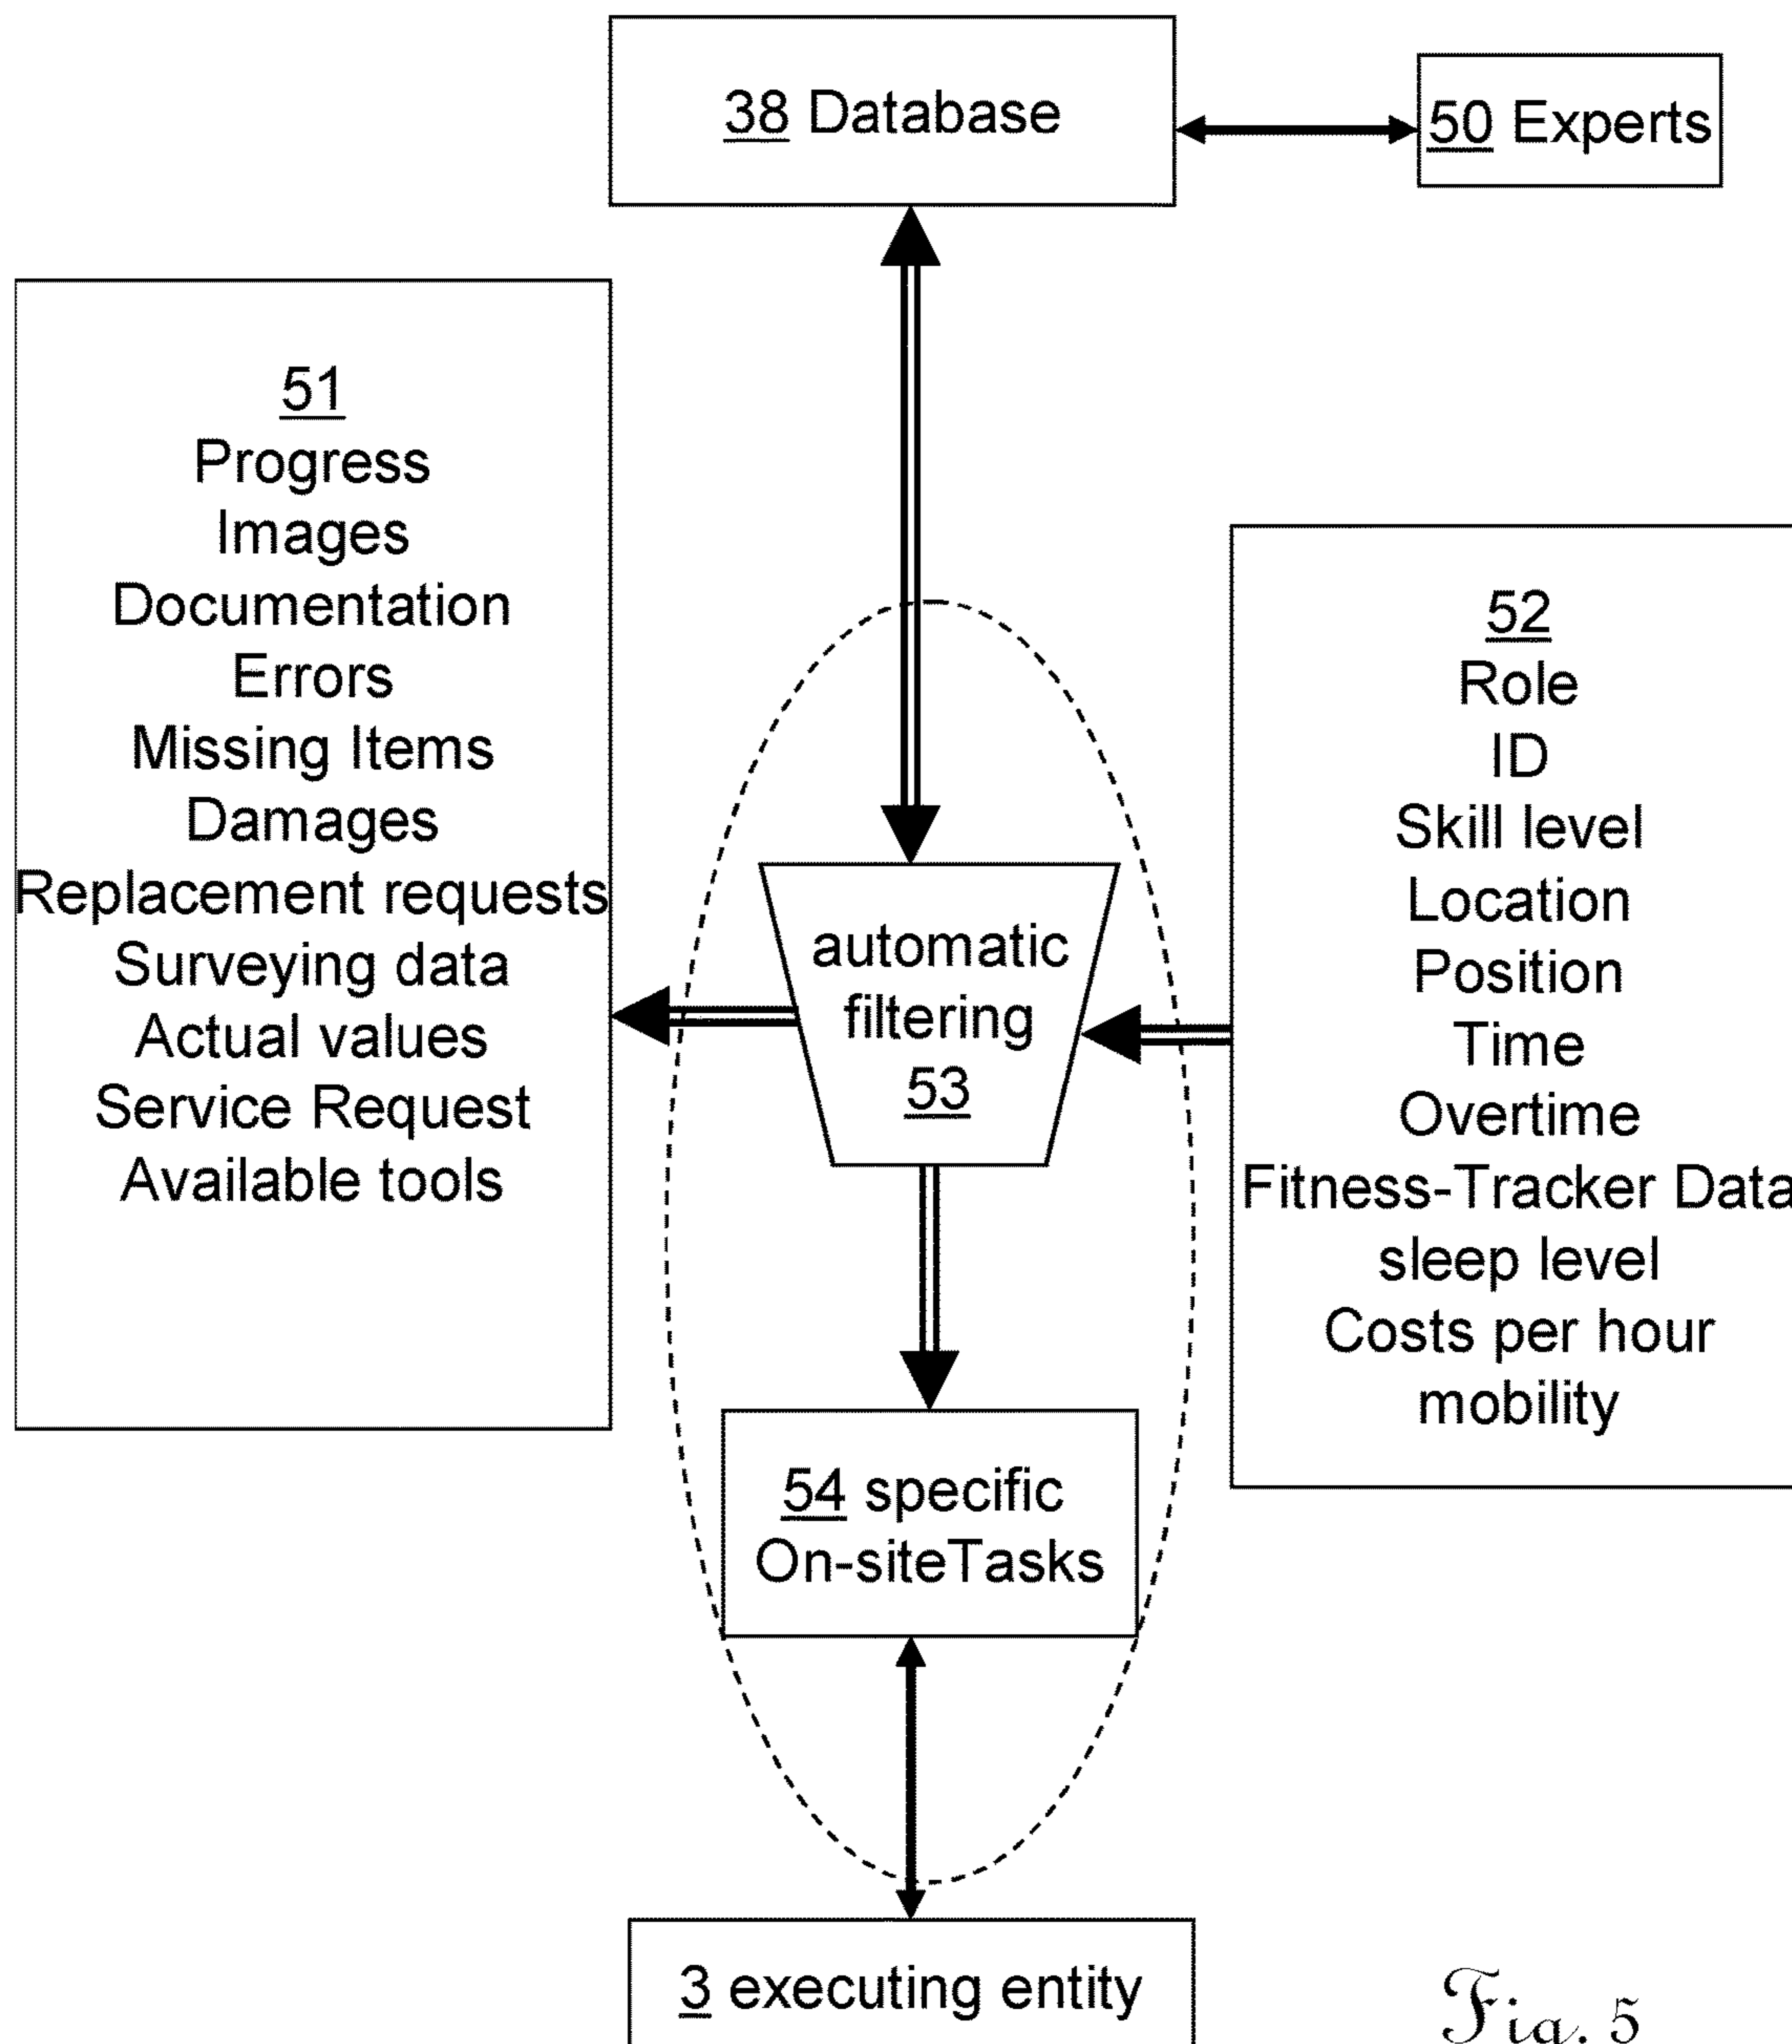 38 Database
50 Experts
51
Progress
Images
Documentation
Errors
Missing Items
Damages
Replacement requests
Surveying data
Actual values
Service Request
Available tools
52
Role
ID
Skill level
Location
Position
Time
Overtime
Fitness-Tracker Data
sleep level
Costs per hour
mobility
automatic
filtering
53
54 specific
On-siteTasks
3 executing entity
Fig. 5